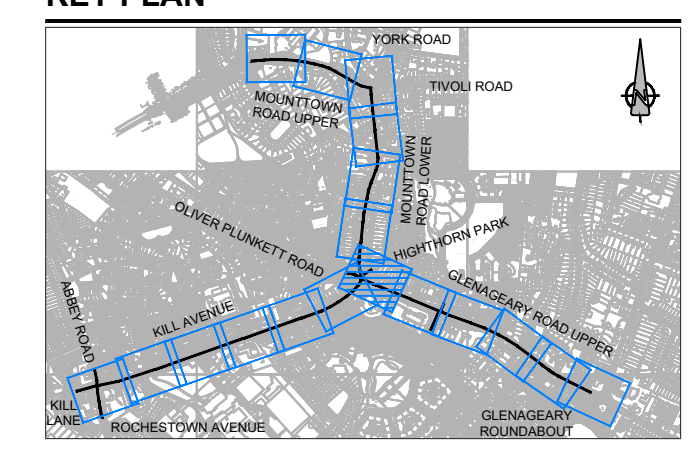 KEY PLAN
YORK ROAD
TIVOLI ROAD
MOUNTTOWN
ROAD UPPER
MOUNTTOWN
ROAD LOWER
OLIVER PLUNKETT ROAD
HIGHTHORN PARK
GLENAGEARY ROAD UPPER
ABBEY ROAD
KILL AVENUE
KILL
LANE
ROCHESTOWN AVENUE
GLENAGEARY
ROUNDABOUT